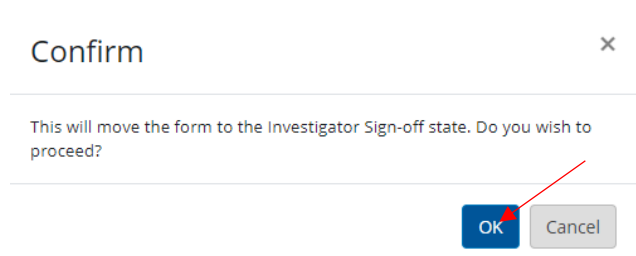 Confirm
This will move the form to the Investigator Sign-off state. Do you wish to
proceed?
OK
Cancel